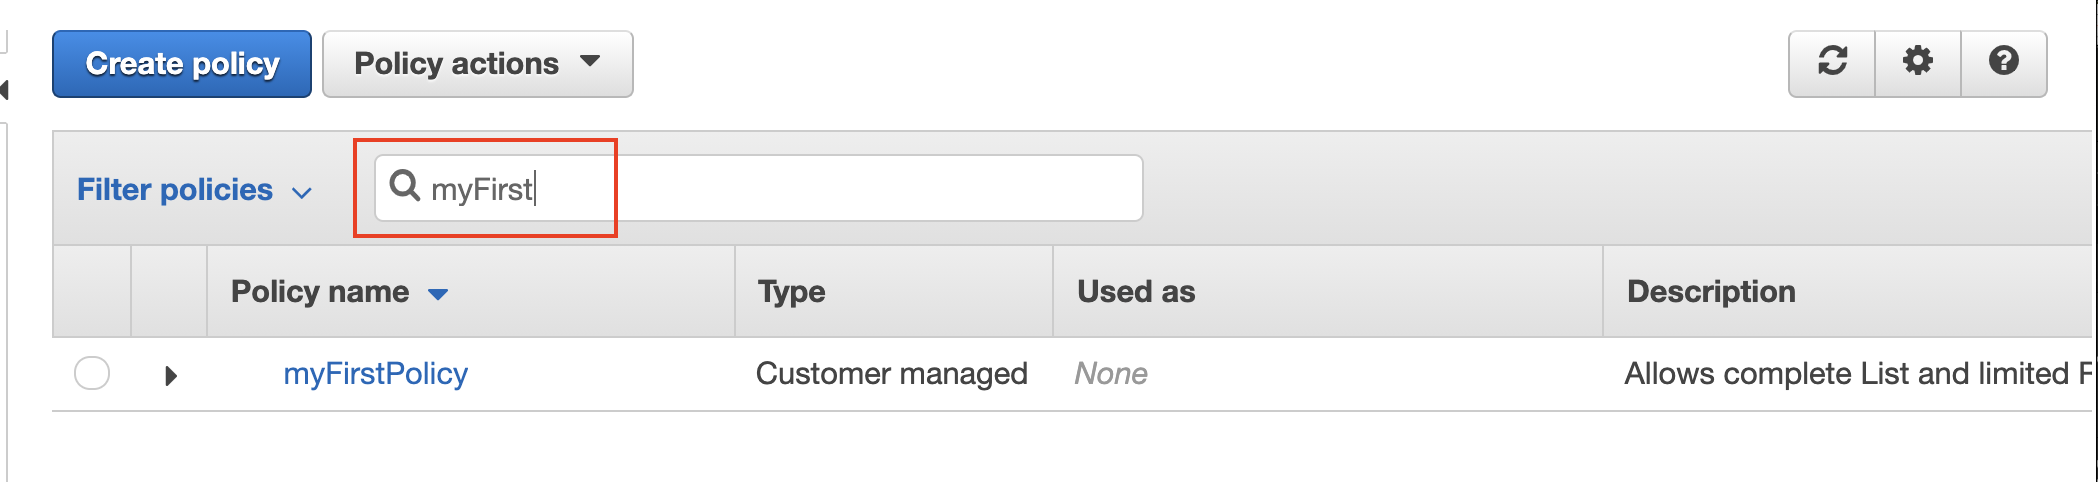 Create policy Policy actions
Filter policies myFirst
Policy name Type Used as Description
myFirstPolicy Customer managed None Allows complete List and limited